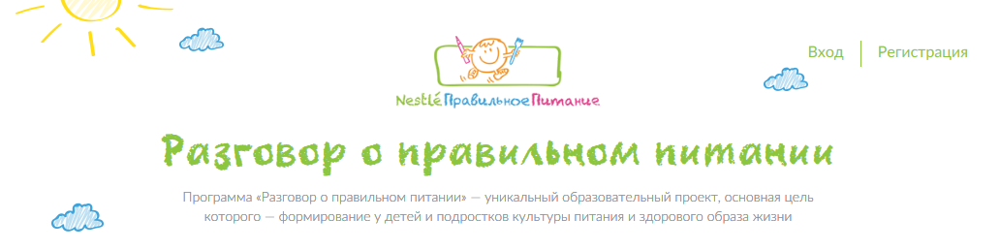 Вход
Регистрация
Nestlé ПравильноеПитание
Разговор о правильном питании
Программа «Разговор о правильном питании» — уникальный образовательный проект, основная цель
которого — формирование у детей и подростков культуры питания и здорового образа жизни